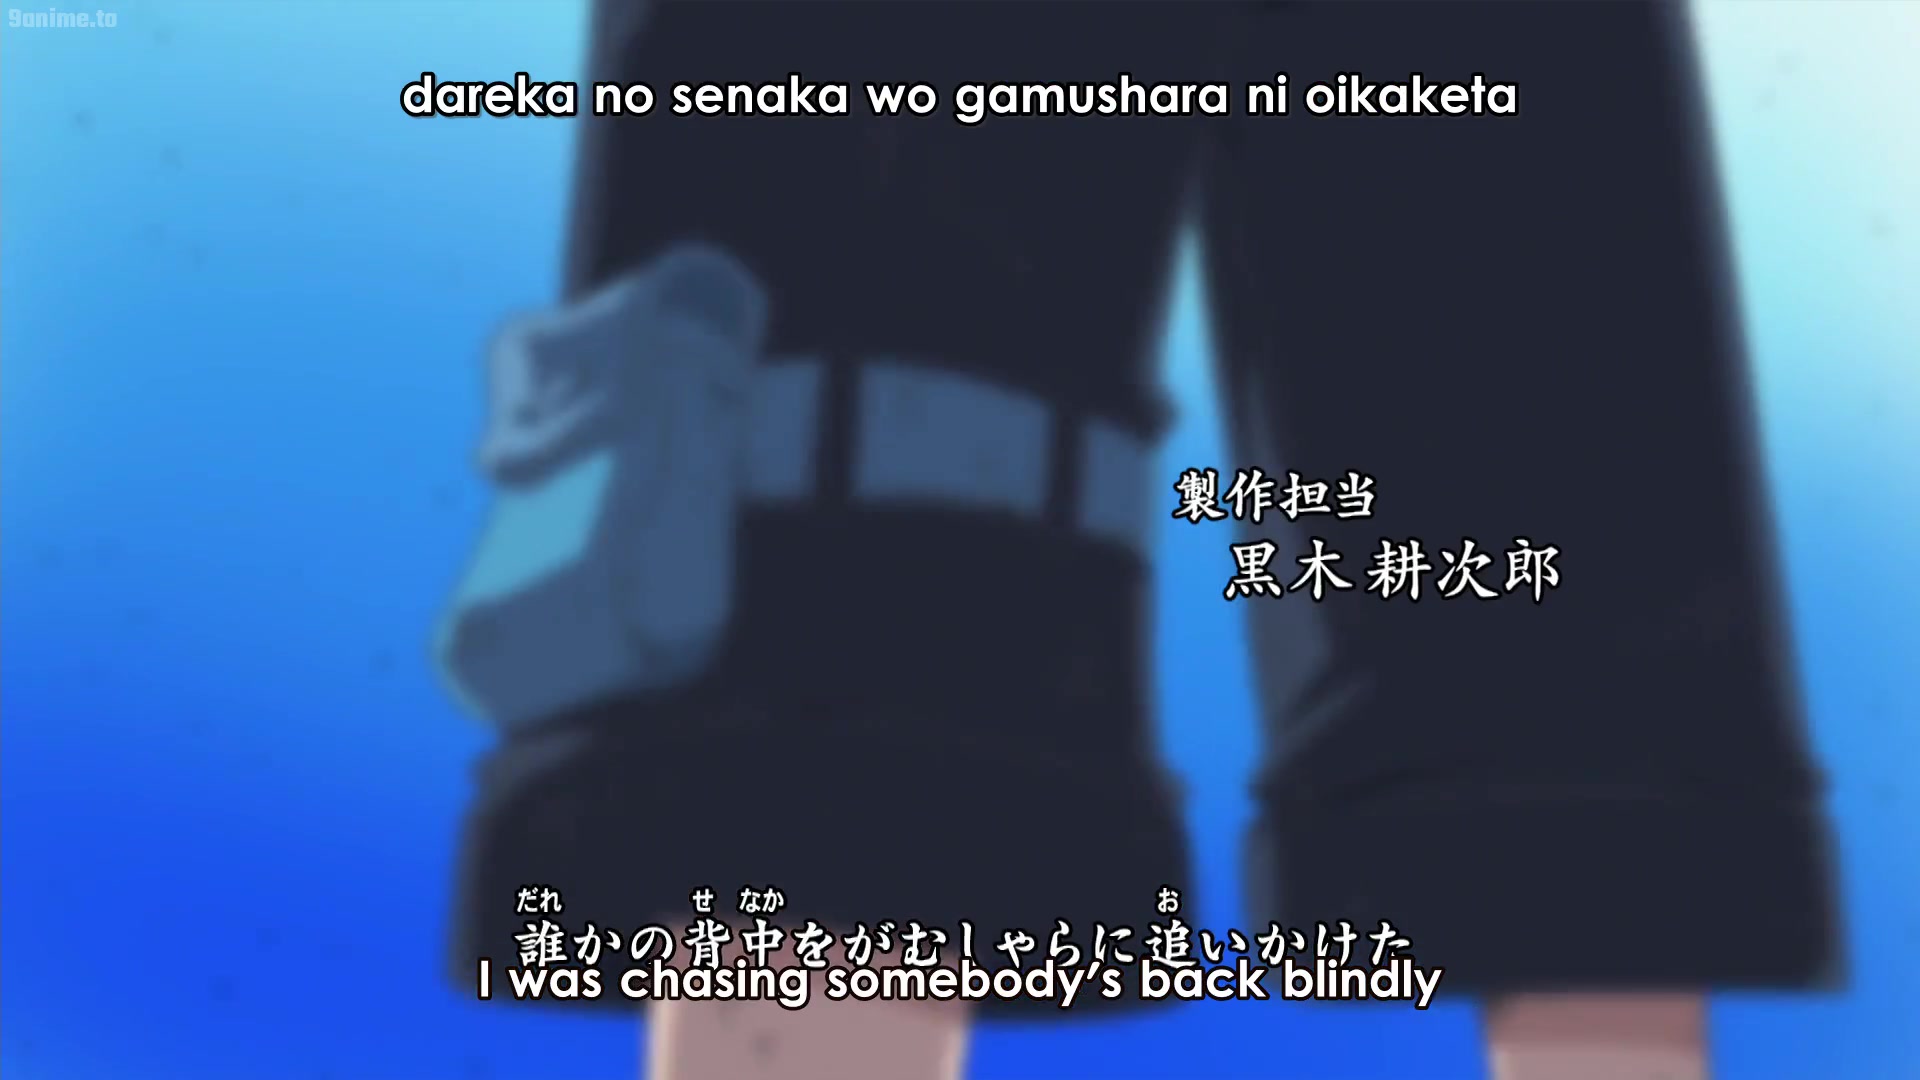 9anime.to
dareka no senaka wo gamushara ni oikaketa
製作担当
黒木 耕次郎
だれ せ なか お
誰かの背中をがむしゃらに追いかけた
I was chasing somebody's back blindly